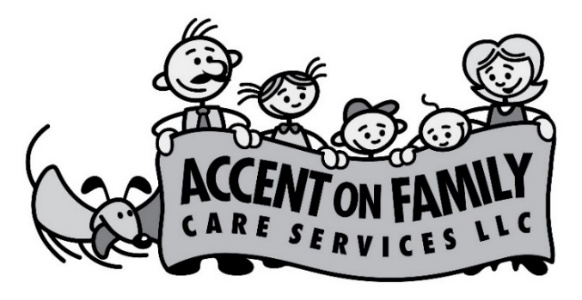 ACCENT ON FAMILY
CARE SERVICES LLC